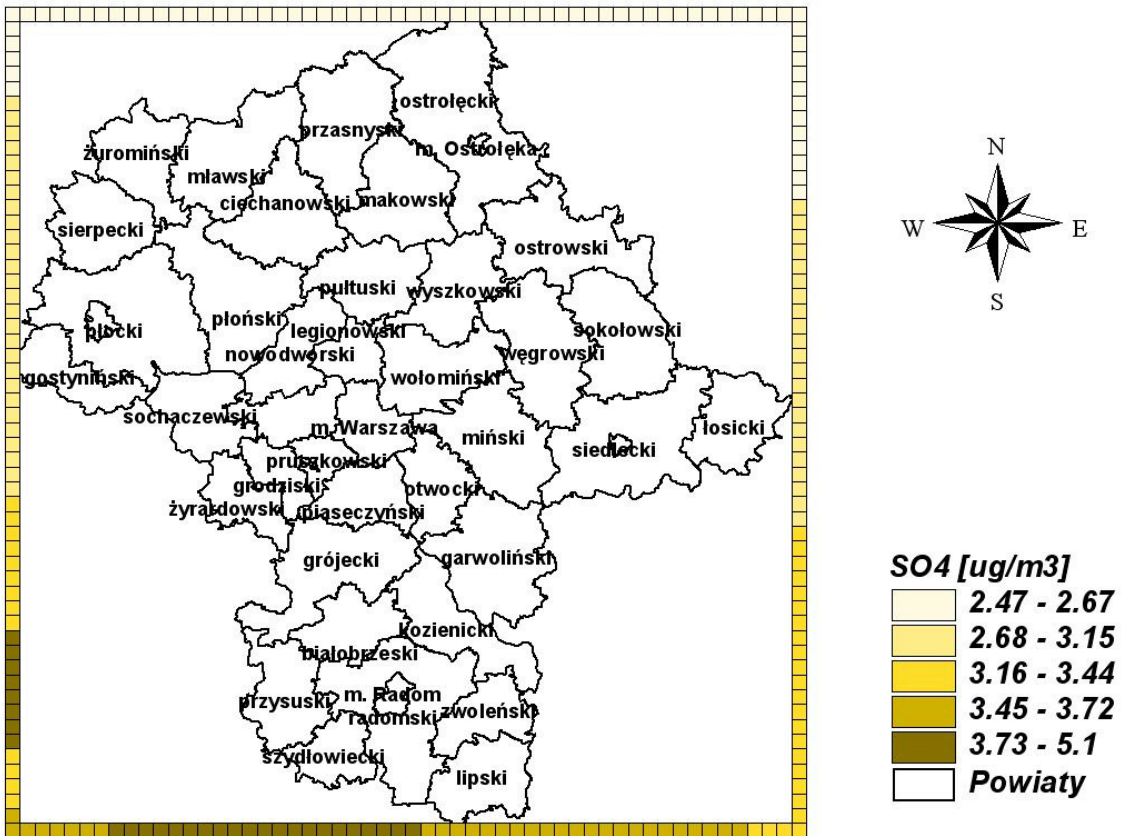 ostrołęcki
przasnyski
m. Ostrołęka
żuromiński
mławski
ciechanowski
makowski
sierpecki
ostrowski
pułtuski
wyszkowski
płoński
legionowski
płocki
sokołowski
nowodworski
węgrowski
gostyniński
wołomiński
sochaczewski
m. Warszawa
miński
łosicki
siedlecki
pruszkowski
grodziski
otwocki
żyrardowski
piaseczyński
grójecki
garwoliński
kozienicki
białobrzeski
m. Radom
przysuski
radomski
zwoleński
szydłowiecki
lipski
N
W
E
S
SO4 [ug/m3]
2.47 - 2.67
2.68 - 3.15
3.16 - 3.44
3.45 - 3.72
3.73 - 5.1
Powiaty